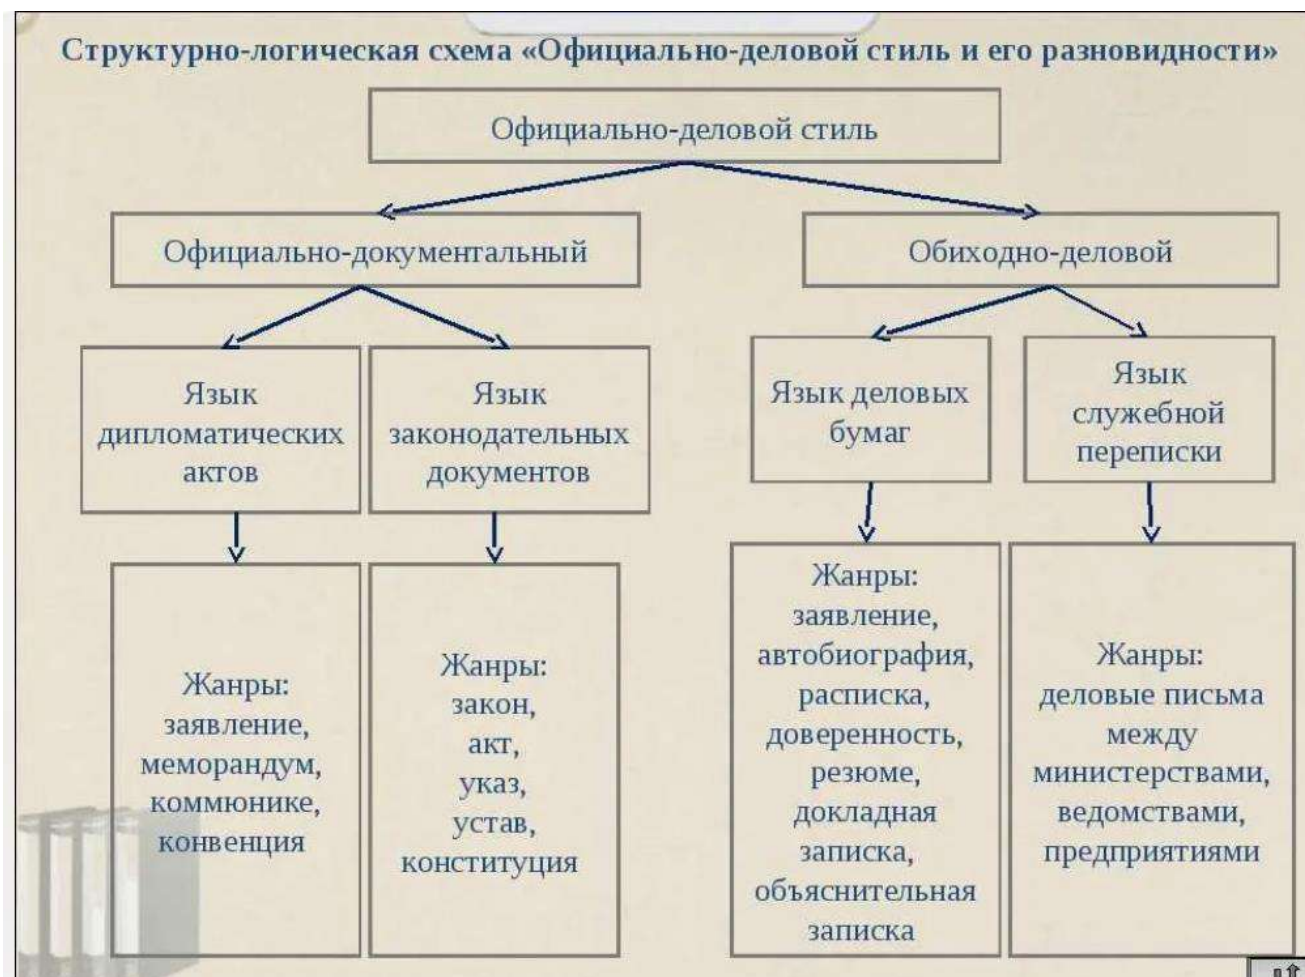 Структурно-логическая схема «Официально-деловой стиль и его разновидности»
Официально-деловой стиль
Официально-документальный
Обиходно-деловой
Язык
дипломатических
актов
Язык
законодательных
документов
Язык деловых
бумаг
Язык
служебной
переписки
Жанры:
заявление,
меморандум,
коммюнике,
конвенция
Жанры:
закон,
акт,
указ,
устав,
конституция
Жанры:
заявление,
автобиография,
расписка,
доверенность,
резюме,
докладная
записка,
объяснительная
записка
Жанры:
деловые письма
между
министерствами,
ведомствами,
предприятиями